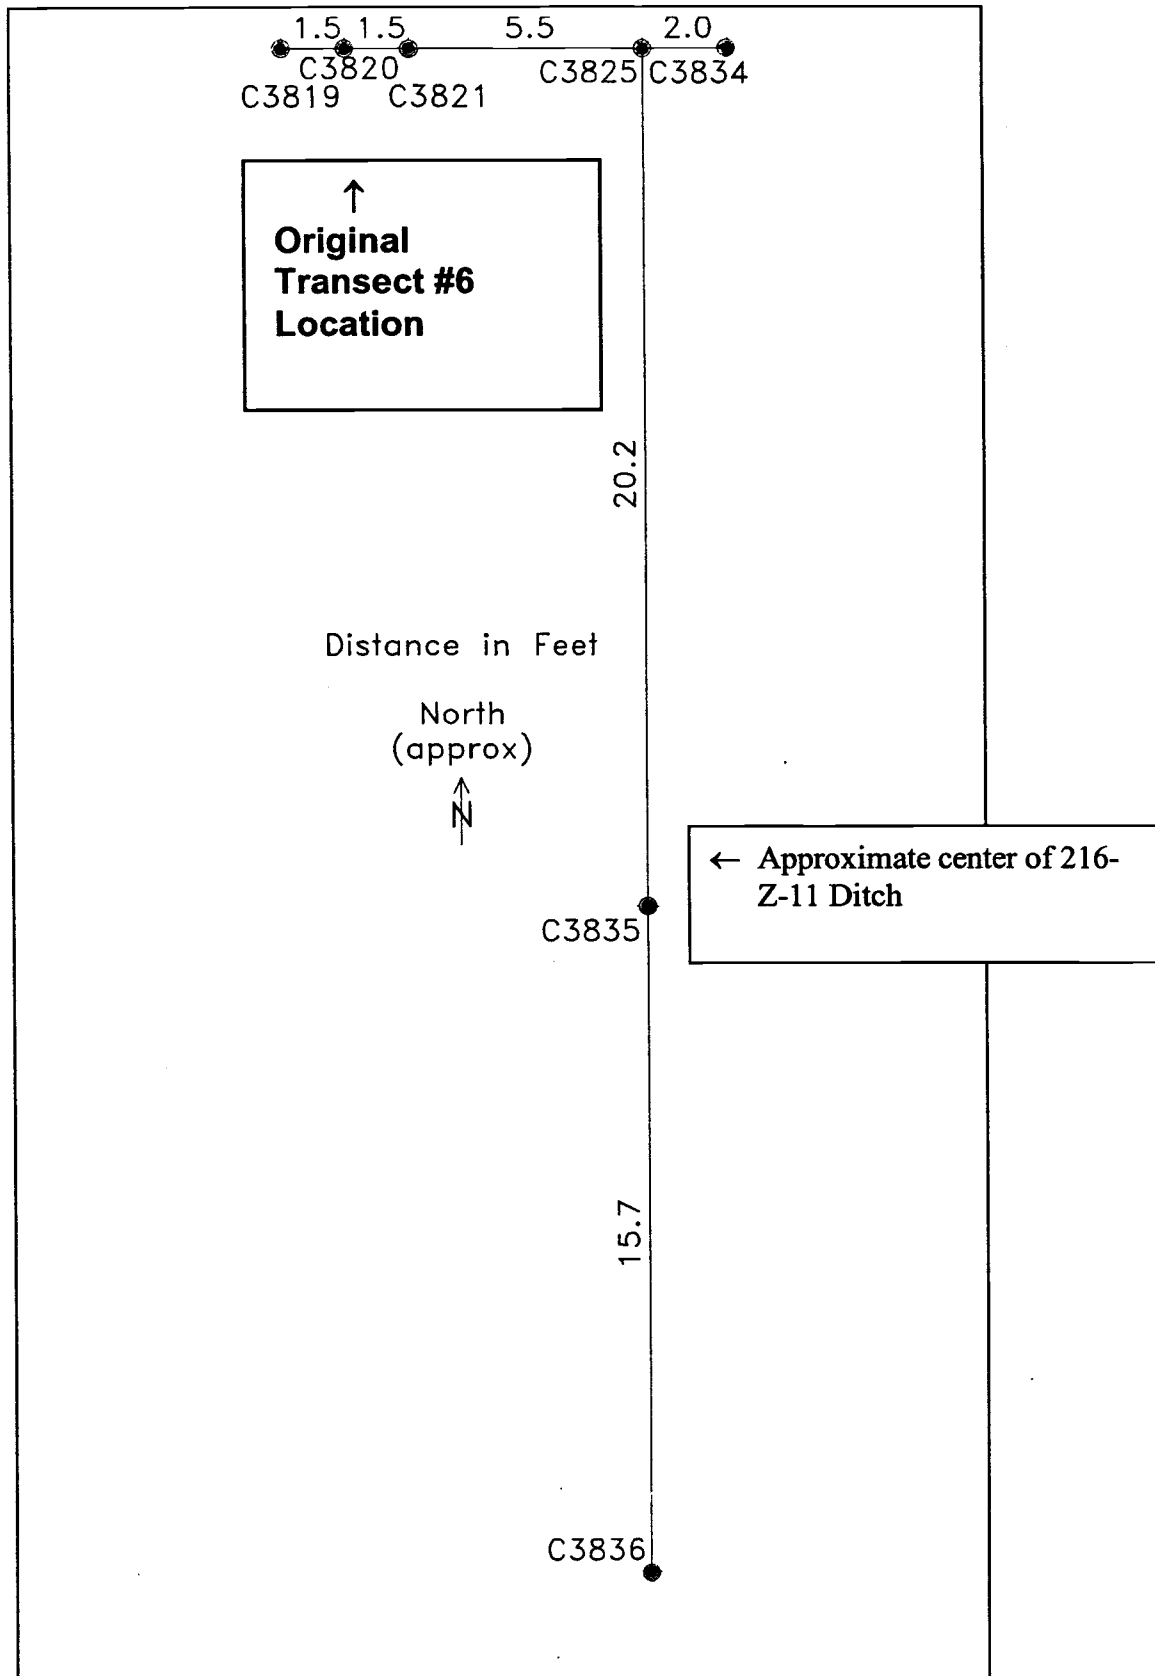 1.5 1.5 5.5 2.0
C3820 C3825 C3834
C3819 C3821
↑
Original
Transect #6
Location
20.2
Distance in Feet
North
(approx)
N
← Approximate center of 216-
Z-11 Ditch
C3835
15.7
C3836